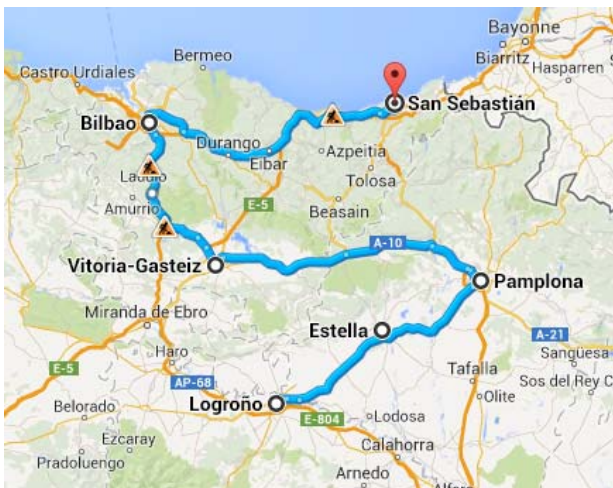 Bayonne
Biarritz
Hasparren
Bermeo
Castro Urdiales
San Sebastián
Bilbao
Durango
Eibar
Azpeitia
Laudio
Tolosa
Amurrio
E-5
Beasain
A-10
Vitoria-Gasteiz
Pamplona
Miranda de Ebro
Estella
A-21
Haro
Sangüesa
E-5
Tafalla
AP-68
Sos del Rey C
Olite
Logroño
Belorado
E-804
Lodosa
Ezcaray
Calahorra
Pradoluengo
Arnedo